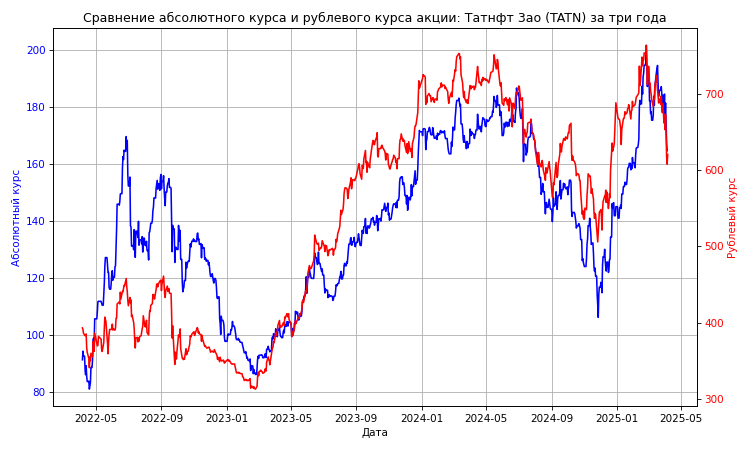 Сравнение абсолютного курса и рублевого курса акции: Татнфт 3ао (TATN) за три года
Абсолютный курс
200
180
160
140
120
100
80
Рублевый курс
700
600
500
400
300
2022-05 2022-09 2023-01 2023-05 2023-09 2024-01 2024-05 2024-09 2025-01 2025-05
Дата